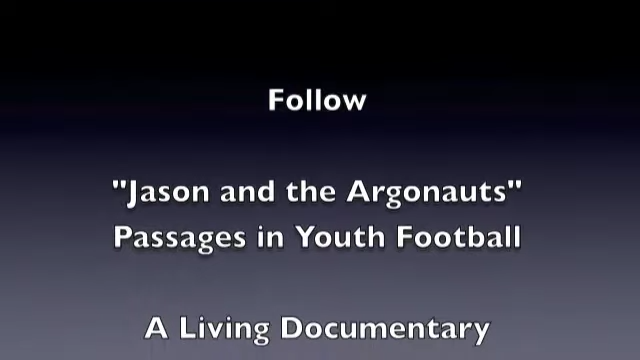 Follow
"Jason and the Argonauts"
Passages in Youth Football
A Living Documentary